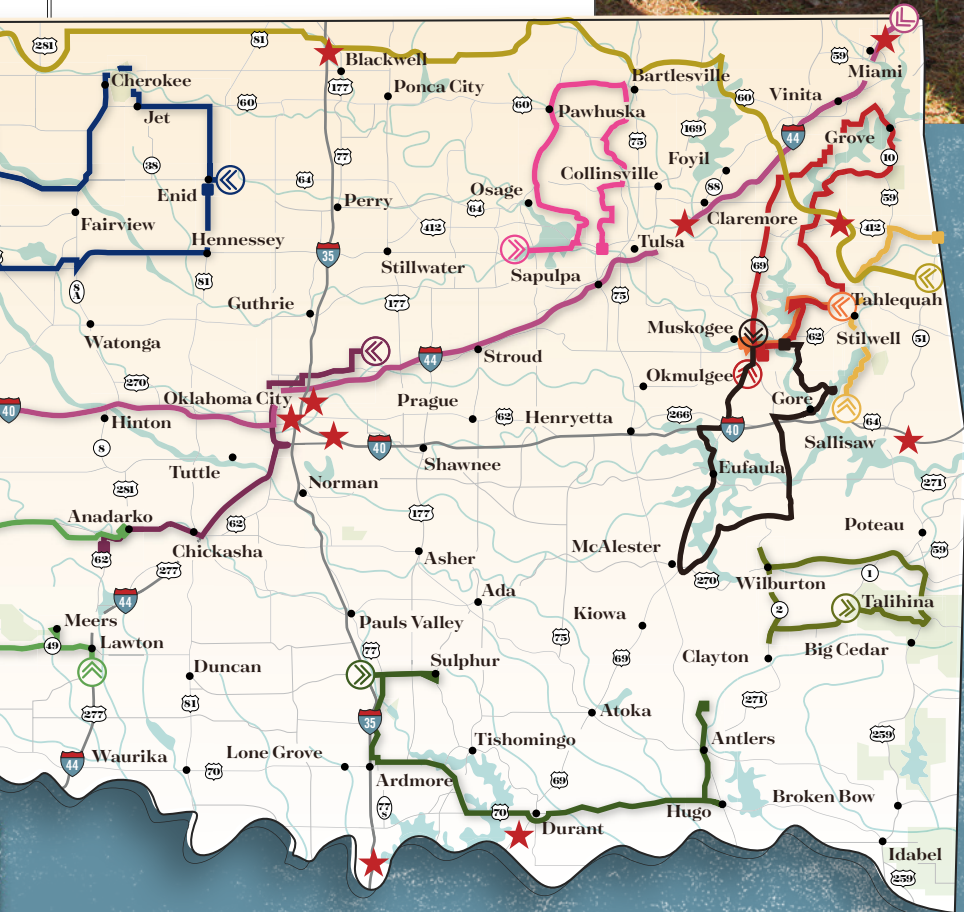 281
81
59
Blackwell
Miami
177
Bartlesville
Cherokee
Ponca City
Vinita
60
60
60
Pawhuska
Jet
44
169
Grove
77
75
10
38
Foyil
Collinsville
64
88
Enid
Osage
59
64
Perry
Claremore
Fairview
412
412
Hennessey
Tulsa
35
69
Stillwater
Sapulpa
81
8
A
75
Guthrie
177
Tahlequah
Muskogee
Watonga
62
Stilwell
51
44
Stroud
Okmulgee
270
Oklahoma City
Prague
Gore
40
Hinton
62
Henryetta
266
40
64
8
40
Sallisaw
Tuttle
Shawnee
Eufaula
Norman
271
281
Anadarko
62
177
Poteau
Chickasha
McAlester
59
62
Asher
277
270
Wilburton
1
44
Ada
Talihina
2
Meers
Kiowa
Pauls Valley
75
49
Lawton
77
69
Clayton
Big Cedar
Duncan
Sulphur
81
271
277
35
Atoka
259
Tishomingo
Antlers
44
Waurika
Lone Grove
70
Ardmore
69
77
S
Broken Bow
70
Hugo
Durant
Idabel
259